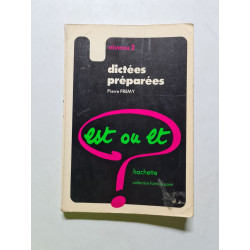 niveau 2
dictées
préparées
Pierre FREMY
est ou et
?
hachette